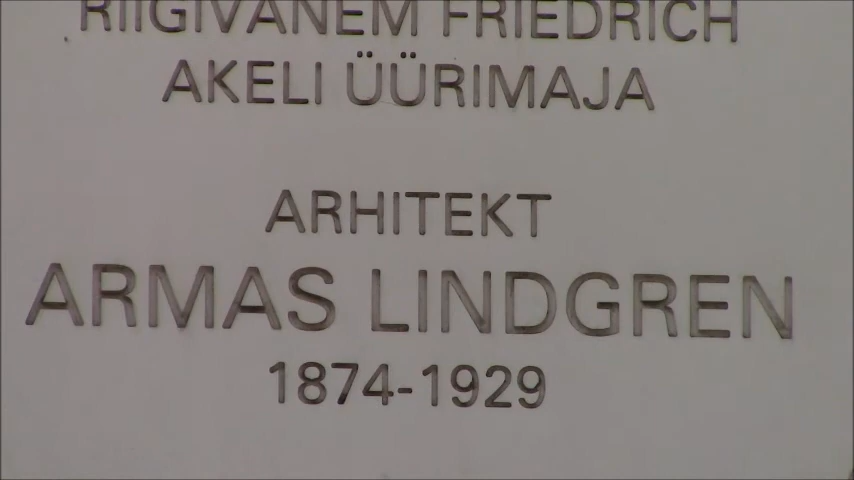 RIIGIVANEM FRIEDRICH
AKELI ÜÜRIMAJA
ARHITEKT
ARMAS LINDGREN
1874-1929